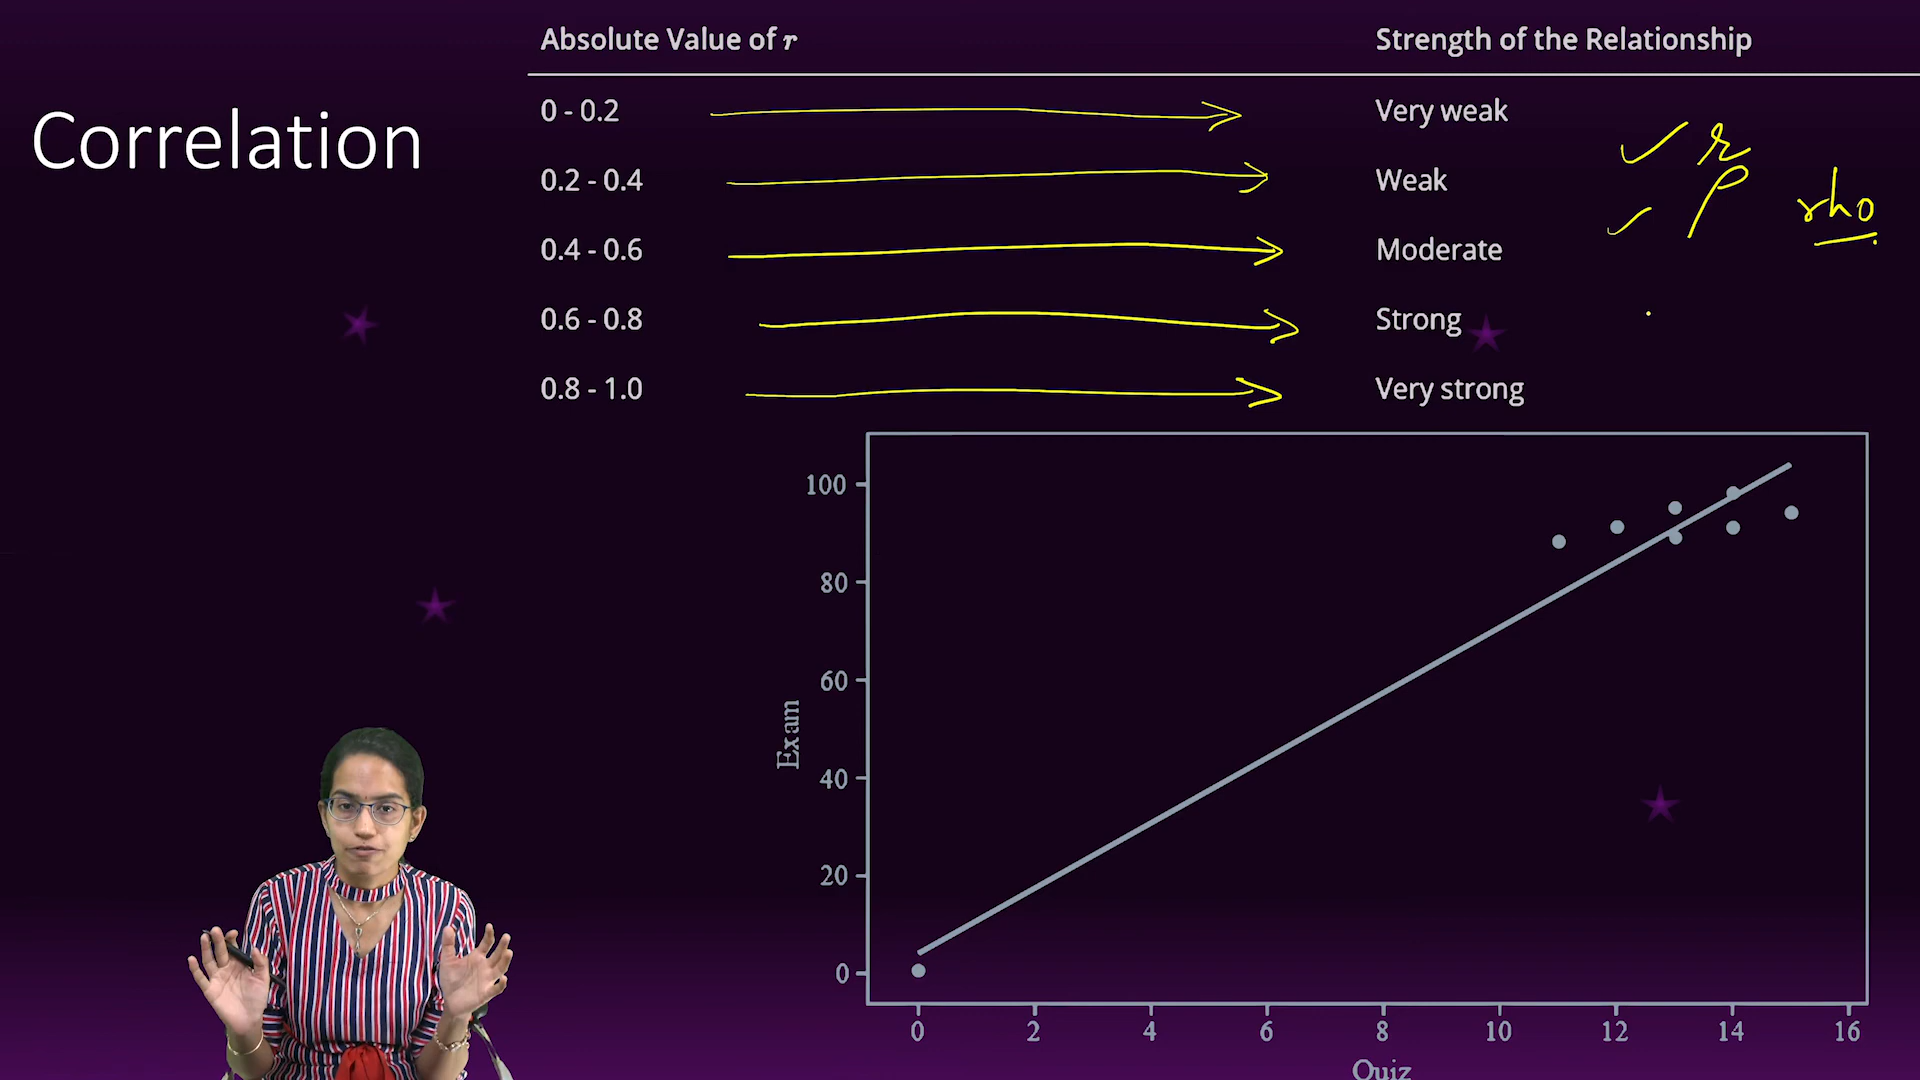 Absolute Value of r Strength of the Relationship
Correlation
0 - 0.2 Very weak
0.2 - 0.4 Weak
0.4 - 0.6 Moderate
0.6 - 0.8 Strong
0.8 - 1.0 Very strong
r
ρ rho
100
80
60
40
20
0
Exam
0 2 4 6 8 10 12 14 16
Quiz